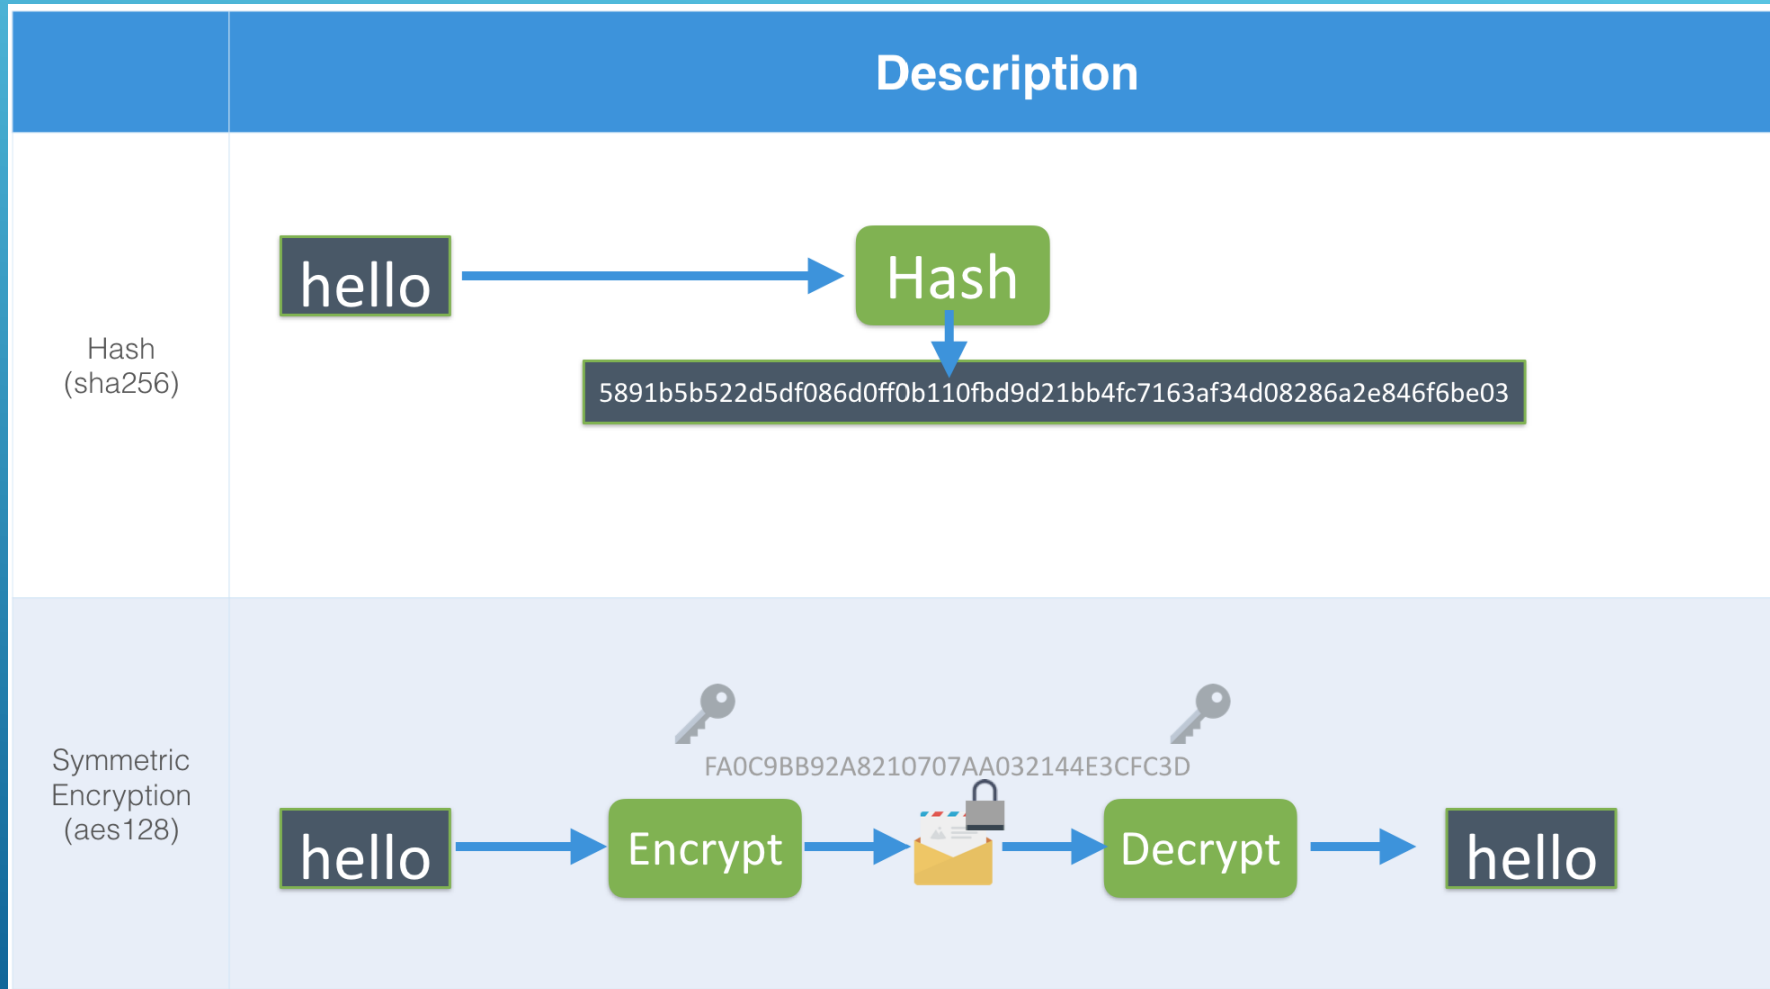 Description
Hash
(sha256)
hello
Hash
5891b5b522d5df086d0ff0b110fbd9d21bb4fc7163af34d08286a2e846f6be03
Symmetric
Encryption
(aes128)
FA0C9BB92A8210707AA032144E3CFC3D
hello
Encrypt
Decrypt
hello